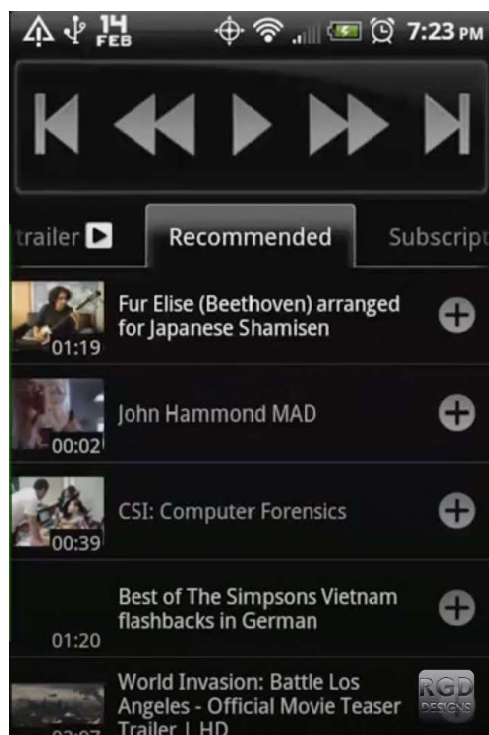 14
FEB
7:23 PM
trailer
Recommended
Subscript
Fur Elise (Beethoven) arranged
for Japanese Shamisen
01:19
John Hammond MAD
00:02
CSI: Computer Forensics
00:39
Best of The Simpsons Vietnam
flashbacks in German
01:20
World Invasion: Battle Los
Angeles - Official Movie Teaser
Trailer | HD
RGD
DESIGNS